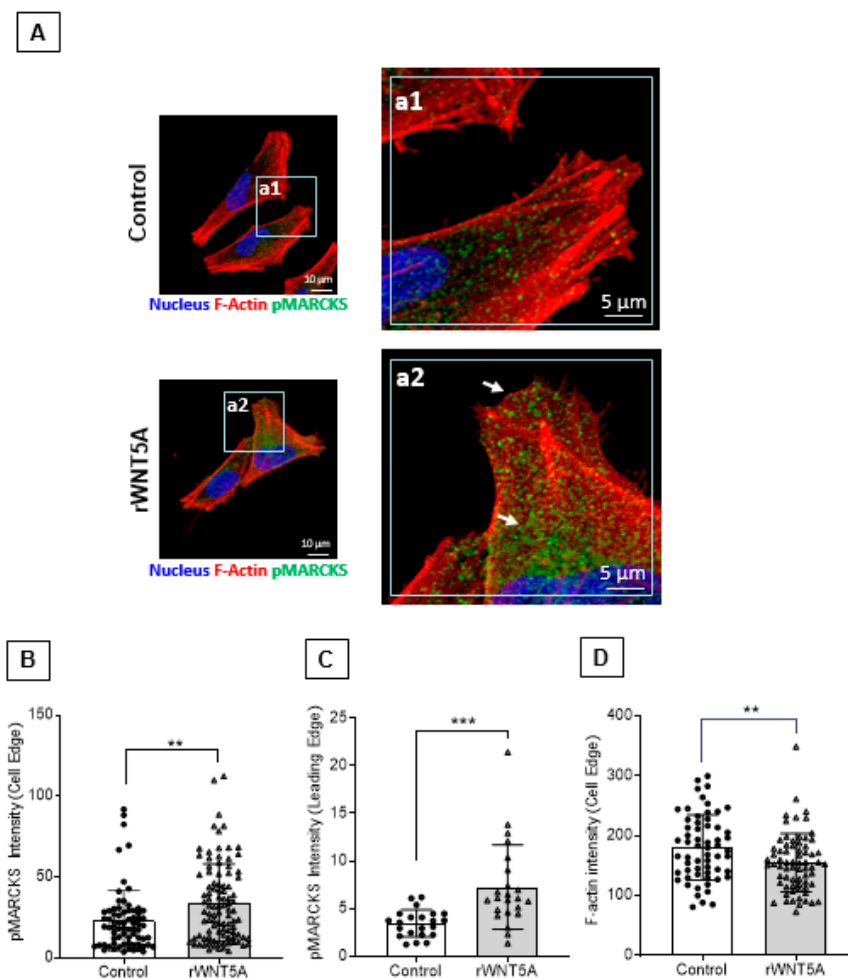 A
Control
a1
10 µm
Nucleus F-Actin pMARCKS
a1
5 µm
rWNT5A
a2
10 µm
Nucleus F-Actin pMARCKS
a2
5 µm
B
pMARCKS Intensity (Cell Edge)
150
100
50
0
**
Control
rWNT5A
C
pMARCKS Intensity (Leading Edge)
25
20
15
10
5
0
***
Control
rWNT5A
D
F-actin intensity (Cell Edge)
400
300
200
100
0
**
Control
rWNT5A